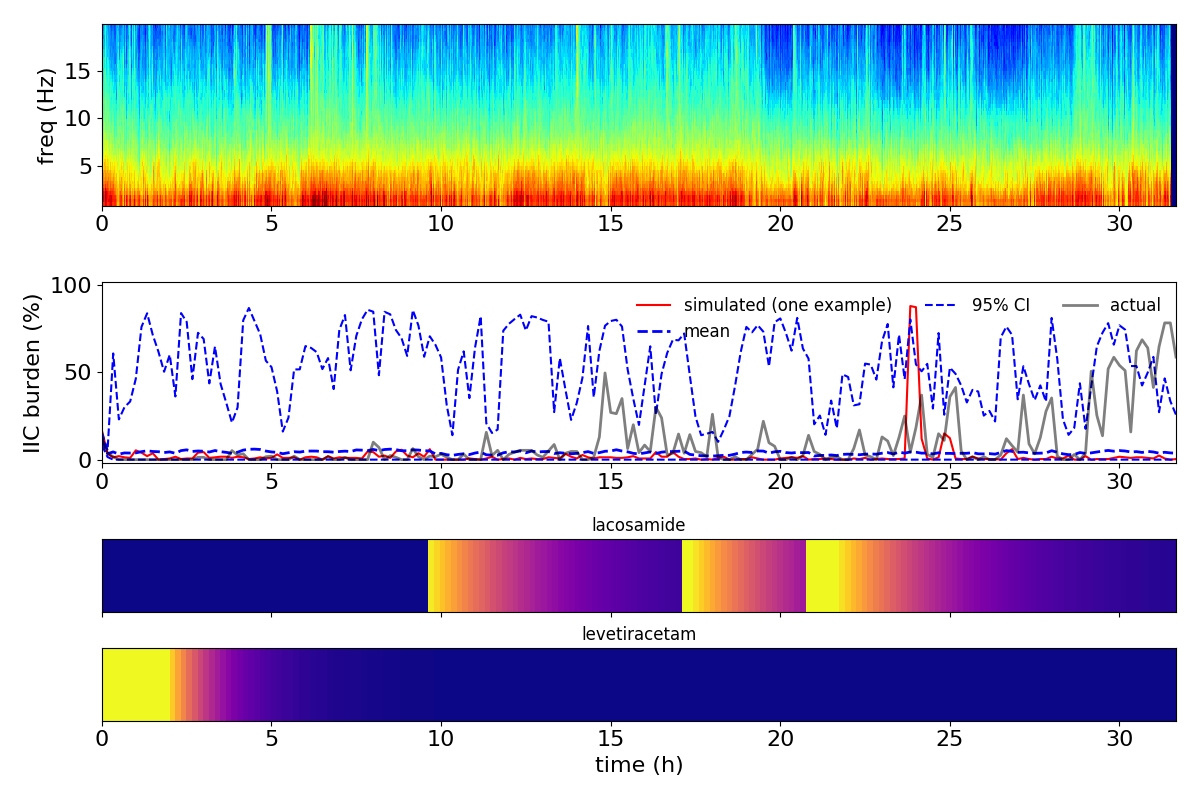 freq (Hz)
15
10
5
0 5 10 15 20 25 30
IIC burden (%)
100
50
0
simulated (one example) 95% CI actual
mean
0 5 10 15 20 25 30
lacosamide
levetiracetam
0 5 10 15 20 25 30
time (h)